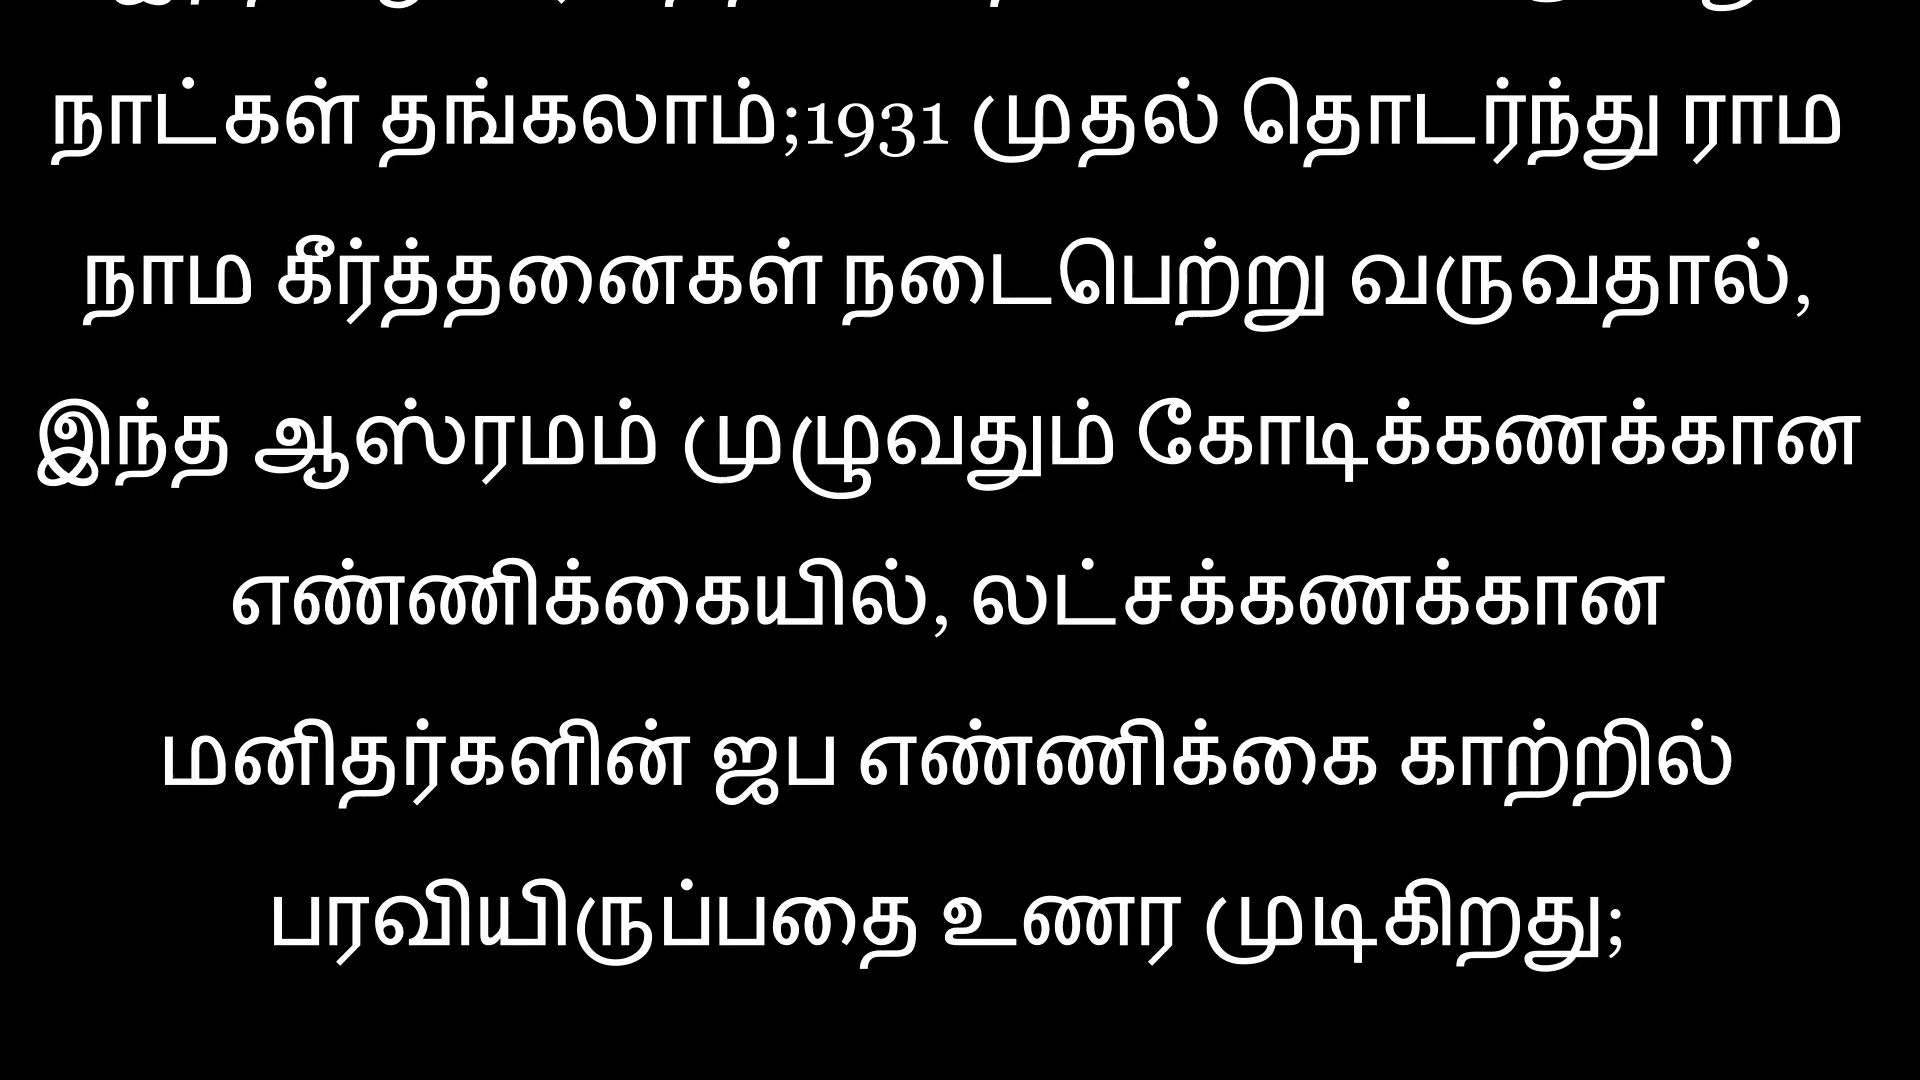 நாட்கள் தங்கலாம்;1931 முதல் தொடர்ந்து ராம
நாம கீர்த்தனைகள் நடைபெற்று வருவதால்,
இந்த ஆஸ்ரமம் முழுவதும் கோடிக்கணக்கான
எண்ணிக்கையில், லட்சக்கணக்கான
மனிதர்களின் ஜப எண்ணிக்கை காற்றில்
பரவியிருப்பதை உணர முடிகிறது;